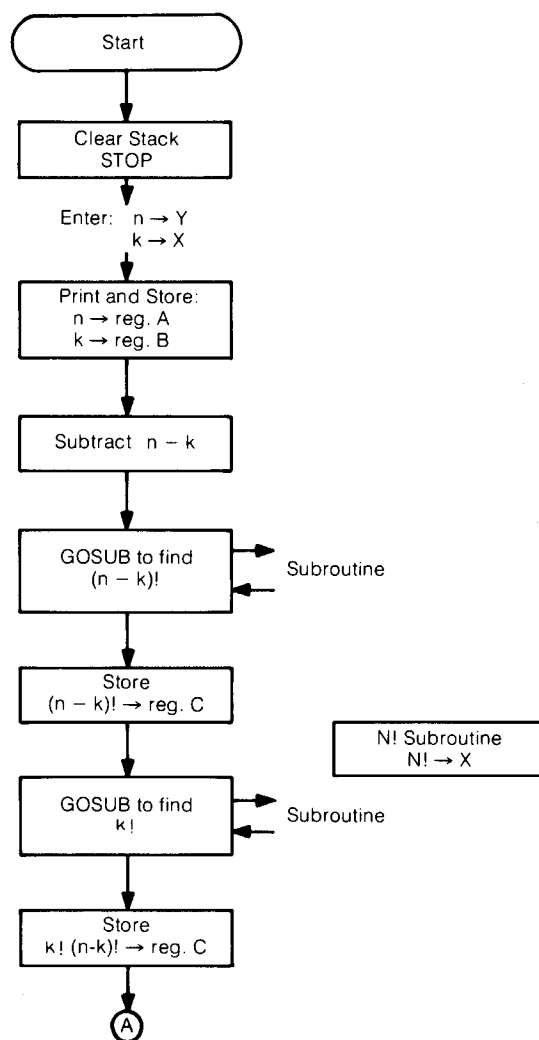 Start
Clear Stack
STOP
Enter: n → Y
k → X
Print and Store:
n → reg. A
k → reg. B
Subtract n – k
GOSUB to find
(n – k)!
Subroutine
Store
(n – k)! → reg. C
N! Subroutine
N! → X
GOSUB to find
k!
Subroutine
Store
k! (n-k)! → reg. C
A